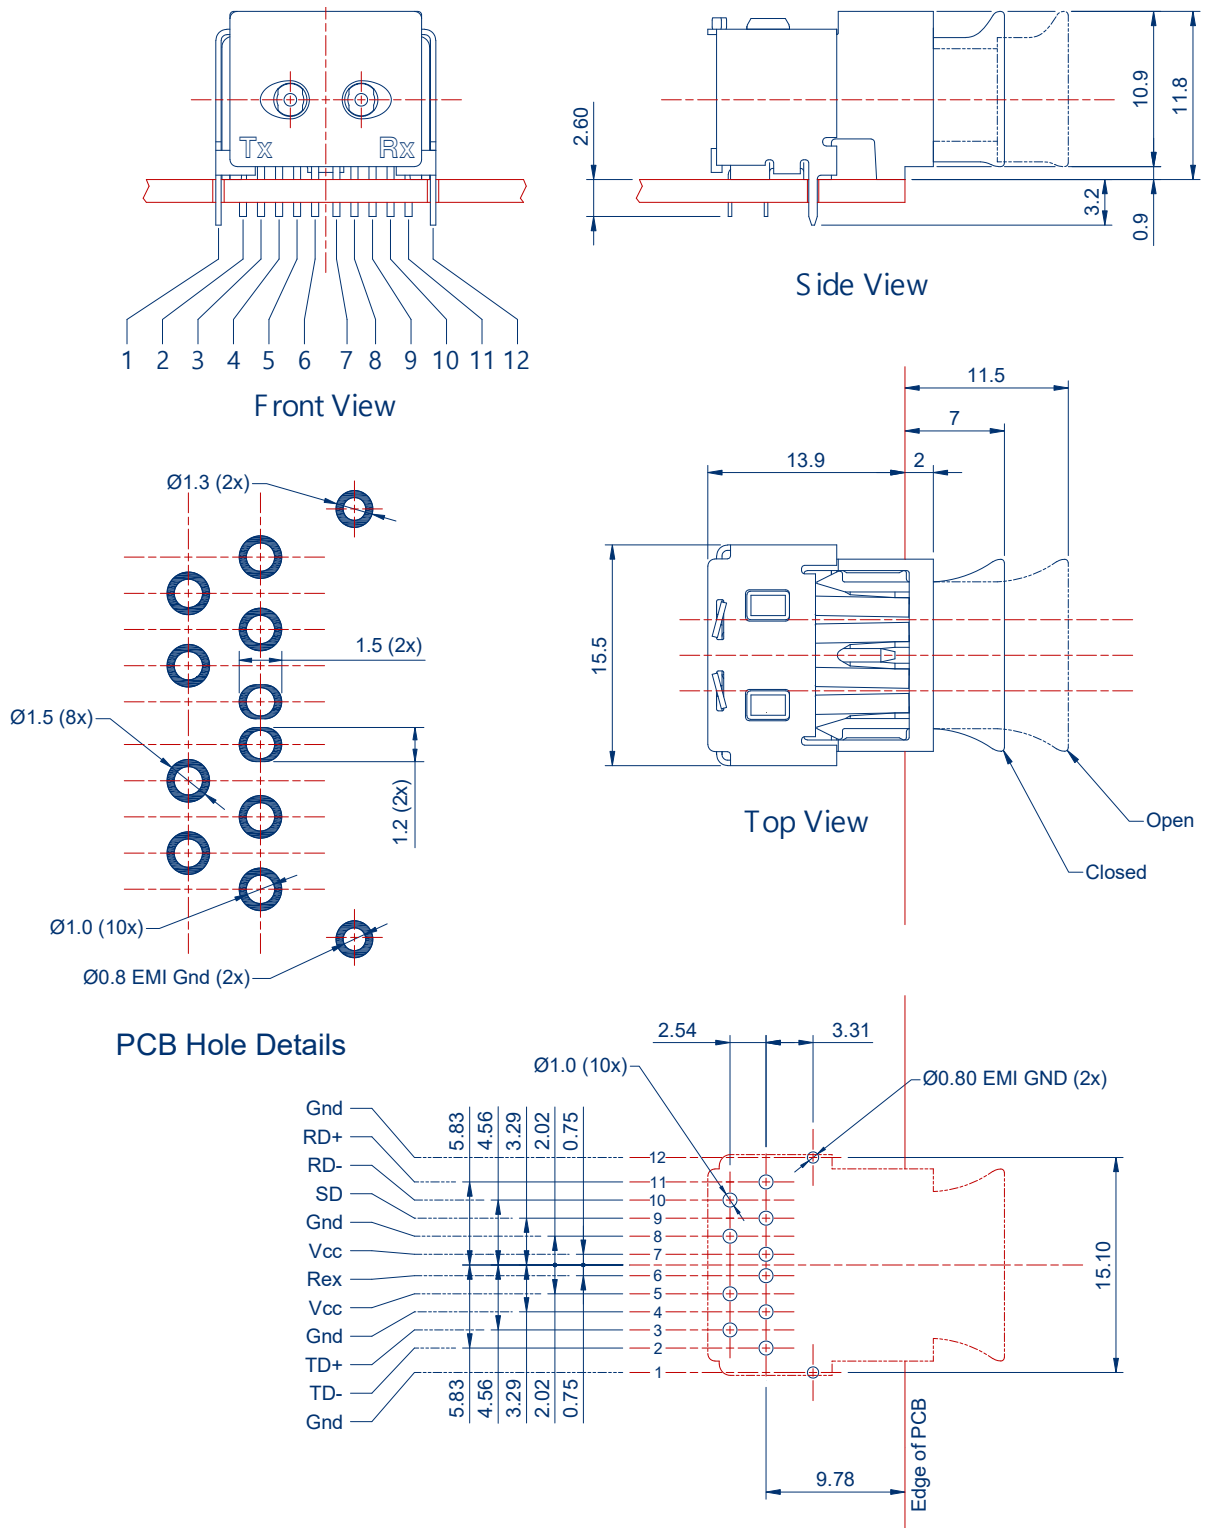 Tx Rx
1 2 3 4 5 6 7 8 9 10 11 12
Front View
2.60
10.9
11.8
3.2
0.9
Side View
11.5
7
13.9
2
15.5
Top View
Open
Closed
Ø1.3 (2x)
1.5 (2x)
Ø1.5 (8x)
1.2 (2x)
Ø1.0 (10x)
Ø0.8 EMI Gnd (2x)
PCB Hole Details
2.54
3.31
Ø1.0 (10x)
Ø0.80 EMI GND (2x)
5.83 4.56 3.29 2.02 0.75
Gnd
RD+
RD-
SD
Gnd
Vcc
Rex
Vcc
Gnd
TD+
TD-
Gnd
12
11
10
9
8
7
6
5
4
3
2
1
5.83 4.56 3.29 2.02 0.75
15.10
9.78
Edge of PCB